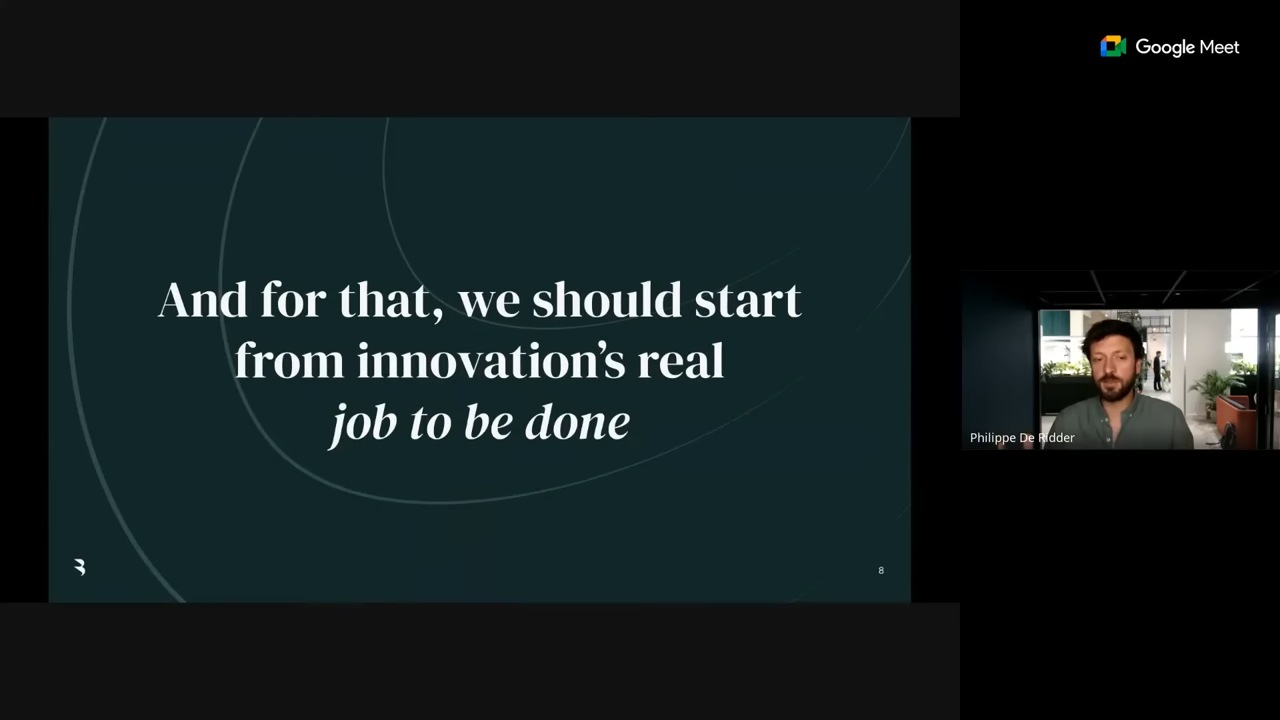 Google Meet
And for that, we should start
from innovation’s real
job to be done
Philippe De Ridder
8